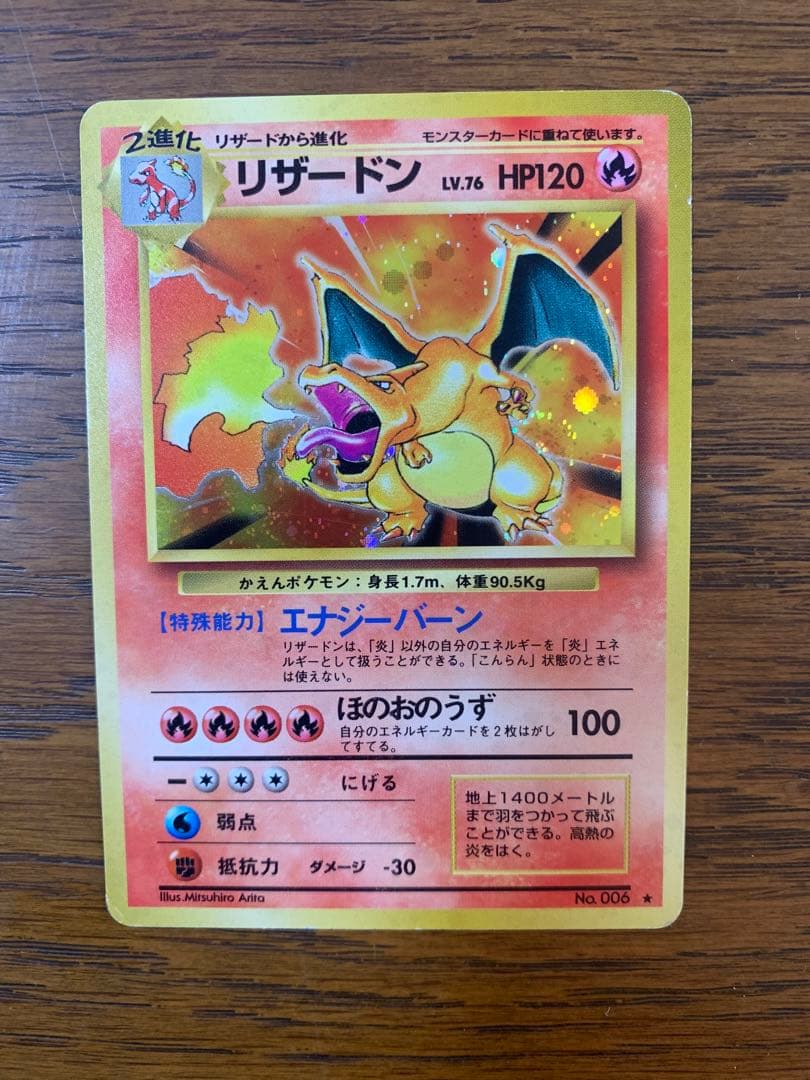 2進化
リザードから進化
モンスターカードに重ねて使います。
リザードン LV.76 HP120
かえんポケモン：身長1.7m、体重90.5Kg
【特殊能力】エナジーバーン
リザードンは、「炎」以外の自分のエネルギーを「炎」エネ
ルギーとして扱うことができる。「こんらん」状態のときに
は使えない。
ほのおのうず 100
自分のエネルギーカードを2枚はがし
てすてる。
にげる
弱点
抵抗力 ダメージ -30
地上1400メートル
まで羽をつかって飛ぶ
ことができる。高熱の
炎をはく。
Illus.Mitsuhiro Arita
No. 006 ★